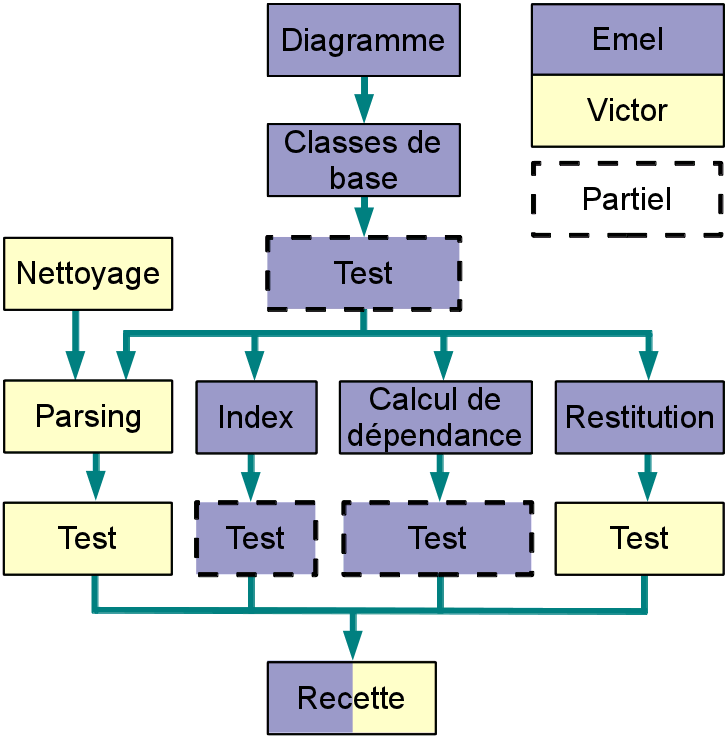 Diagramme
Emel
Victor
Classes de
base
Partiel
Nettoyage
Test
Parsing
Index
Calcul de
dépendance
Restitution
Test
Test
Test
Test
Recette